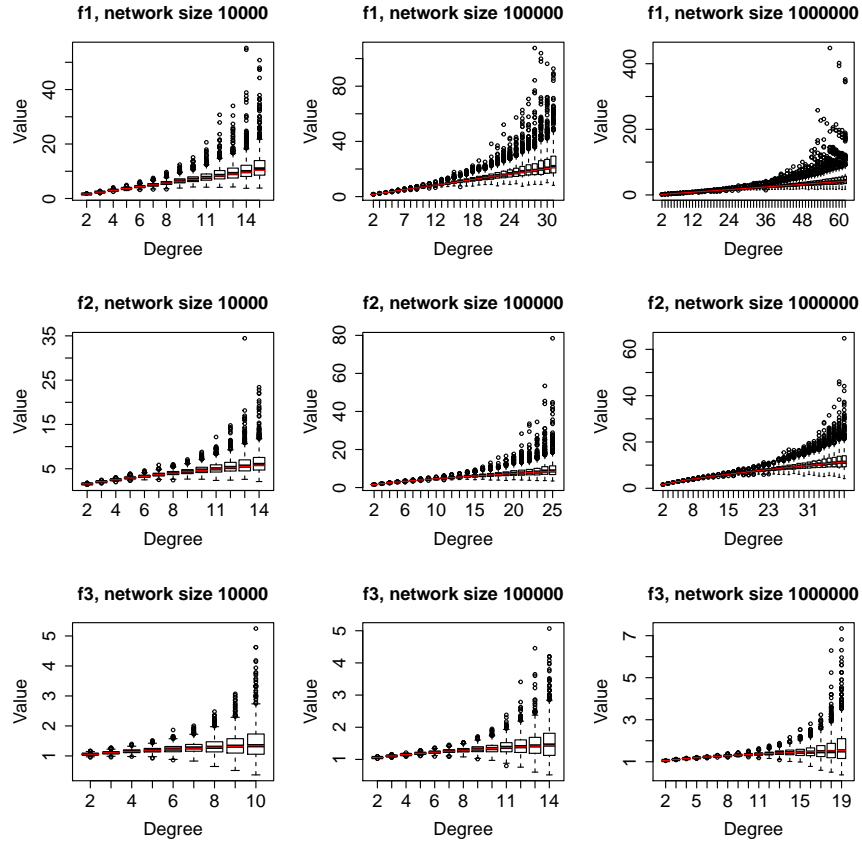 f1, network size 10000
Value
0 20 40
2 4 6 8 11 14
Degree
f1, network size 100000
Value
0 20 40 80
2 7 12 18 24 30
Degree
f1, network size 1000000
Value
0 200 400
2 12 24 36 48 60
Degree
f2, network size 10000
Value
5 15 25 35
2 4 6 8 11 14
Degree
f2, network size 100000
Value
0 20 40 60 80
2 5 8 12 16 20 25
Degree
f2, network size 1000000
Value
0 20 40 60
2 8 15 23 31
Degree
f3, network size 10000
Value
1 2 3 4 5
2 4 6 8 10
Degree
f3, network size 100000
Value
1 2 3 4 5
2 4 6 8 11 14
Degree
f3, network size 1000000
Value
1 3 5 7
2 5 8 11 15 19
Degree